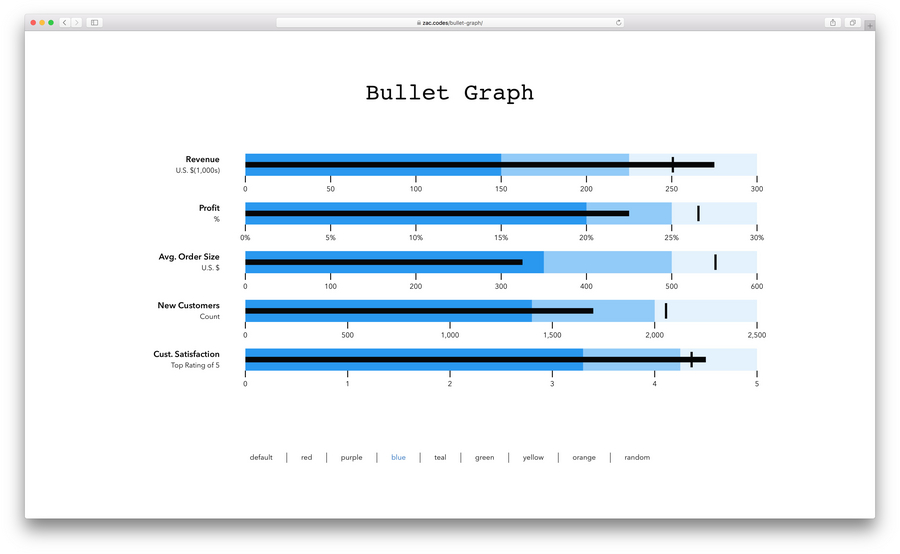 zac.codes/bullet-graph/
Bullet Graph
Revenue
U.S. $(1,000s)
0 50 100 150 200 250 300
Profit
%
0% 5% 10% 15% 20% 25% 30%
Avg. Order Size
U.S. $
0 100 200 300 400 500 600
New Customers
Count
0 500 1,000 1,500 2,000 2,500
Cust. Satisfaction
Top Rating of 5
0 1 2 3 4 5
default | red | purple | blue | teal | green | yellow | orange | random